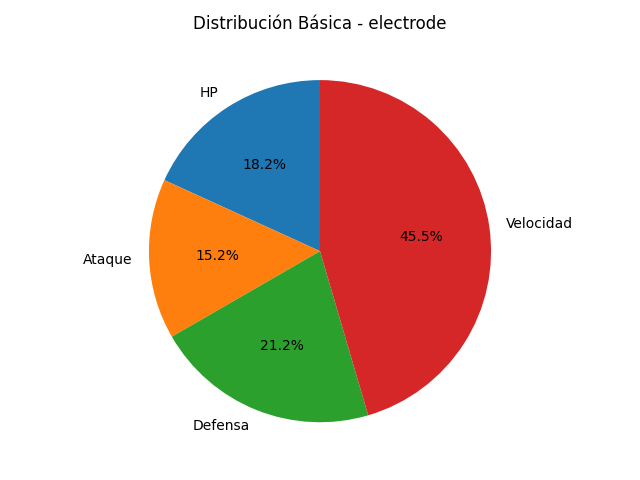 Distribución Básica - electrode
HP
18.2%
Velocidad
45.5%
Ataque
15.2%
21.2%
Defensa